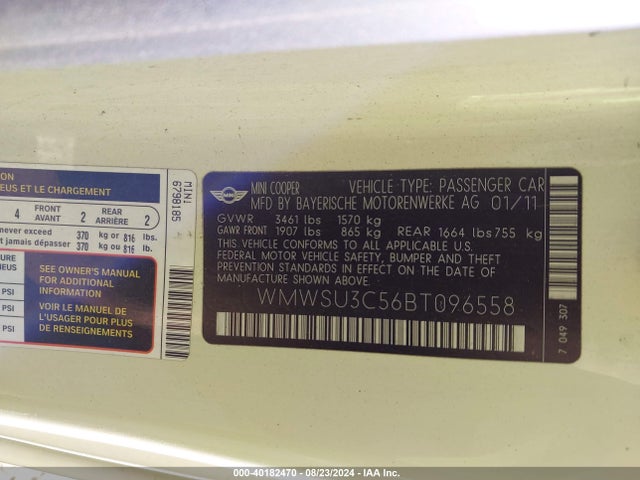 ION
EUS ET LE CHARGEMENT
4 FRONT AVANT 2 REAR ARRIÈRE 2
never exceed 370 kg or 816 lbs.
t jamais dépasser 370 kg ou 816 lb.
URE
NEUS
PSI
PSI
PSI
SEE OWNER'S MANUAL
FOR ADDITIONAL
INFORMATION
VOIR LE MANUEL DE
L'USAGER POUR PLUS
DE RENSEIGNEMENTS
MINI
6798185
MINI
MINI COOPER VEHICLE TYPE: PASSENGER CAR
MFD BY BAYERISCHE MOTORENWERKE AG 01/11
GVWR 3461 lbs 1570 kg
GAWR FRONT 1907 lbs 865 kg REAR 1664 lbs 755 kg
THIS VEHICLE CONFORMS TO ALL APPLICABLE U.S.
FEDERAL MOTOR VEHICLE SAFETY, BUMPER AND THEFT
PREVENTION STANDARDS IN EFFECT ON THE DATE OF
MANUFACTURE SHOWN ABOVE.
WMWSU3C56BT096558
7 049 307
000-40182470 - 08/23/2024 - IAA Inc.